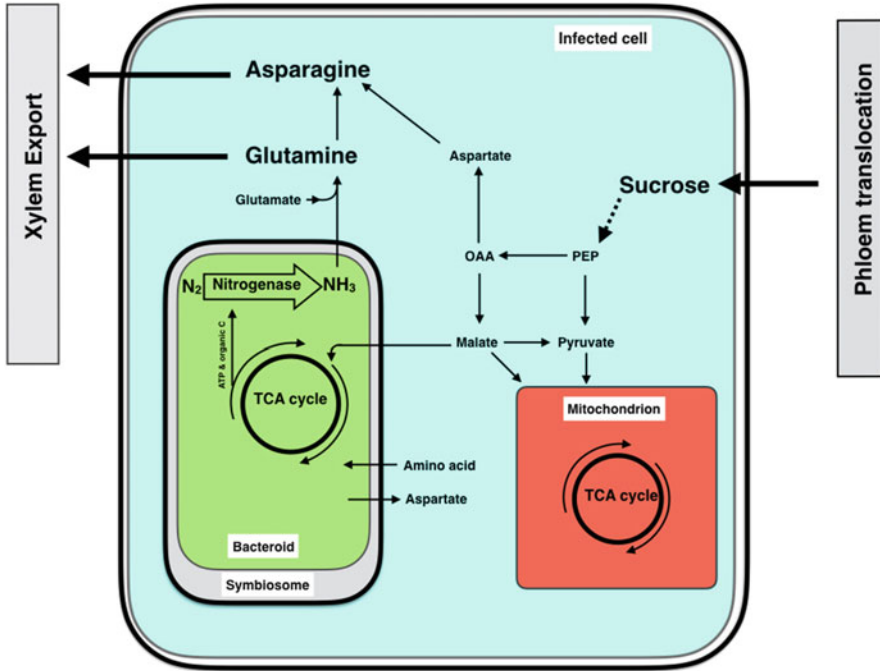 Infected cell
Xylem Export
Phloem translocation
Asparagine
Glutamine
Aspartate
Sucrose
Glutamate
OAA
PEP
N2
Nitrogenase
NH3
ATP & organic C
Malate
Pyruvate
TCA cycle
Mitochondrion
Amino acid
Aspartate
TCA cycle
Bacteroid
Symbiosome